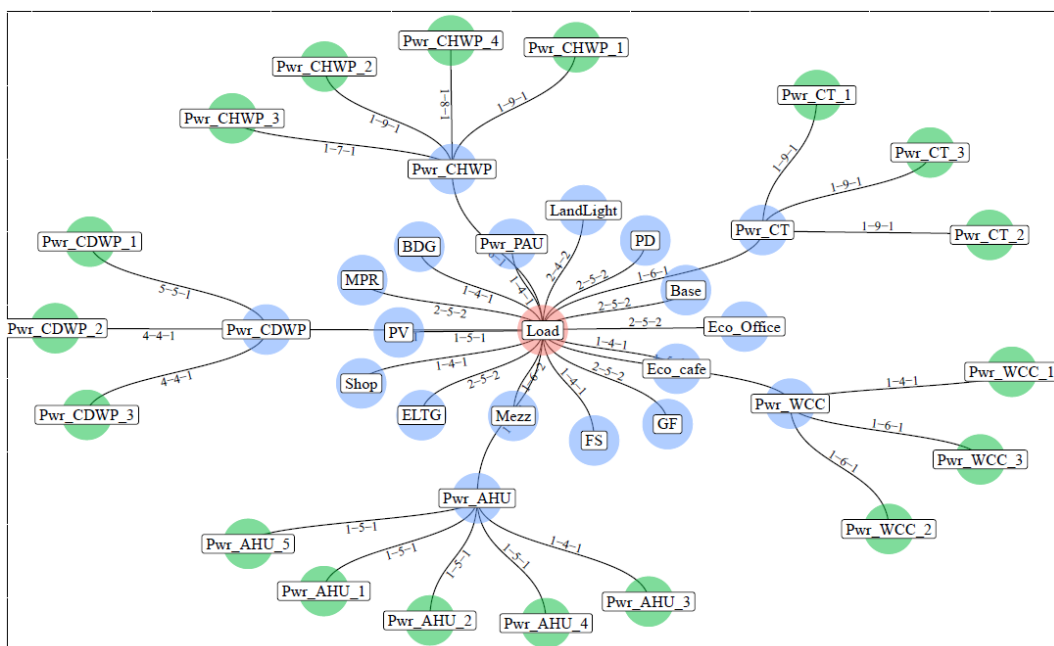 Pwr_CHWP_4
Pwr_CHWP_1
Pwr_CHWP_2
Pwr_CT_1
Pwr_CHWP_3
1−8−1
1−9−1
1−9−1
1−7−1
Pwr_CT_3
1−9−1
1−9−1
Pwr_CHWP
LandLight
Pwr_CT
1−9−1
Pwr_CT_2
Pwr_CDWP_1
BDG
Pwr_PAU
PD
2−4−2
MPR
1−4−1
1−4−1
2−5−2
1−6−1
Base
5−5−1
2−5−2
2−5−2
Pwr_CDWP_2
4−4−1
Pwr_CDWP
PV
1−5−1
Load
2−5−2
Eco_Office
1−4−1
4−4−1
Shop
1−4−1
Eco_cafe
Pwr_WCC_1
2−5−2
1−6−2
1−4−1
2−5−2
1−4−1
Pwr_CDWP_3
ELTG
Mezz
FS
GF
Pwr_WCC
1−6−1
Pwr_WCC_3
1−6−1
Pwr_AHU
Pwr_WCC_2
1−5−1
Pwr_AHU_5
1−5−1
1−5−1
1−5−1
1−4−1
Pwr_AHU_1
Pwr_AHU_2
Pwr_AHU_4
Pwr_AHU_3